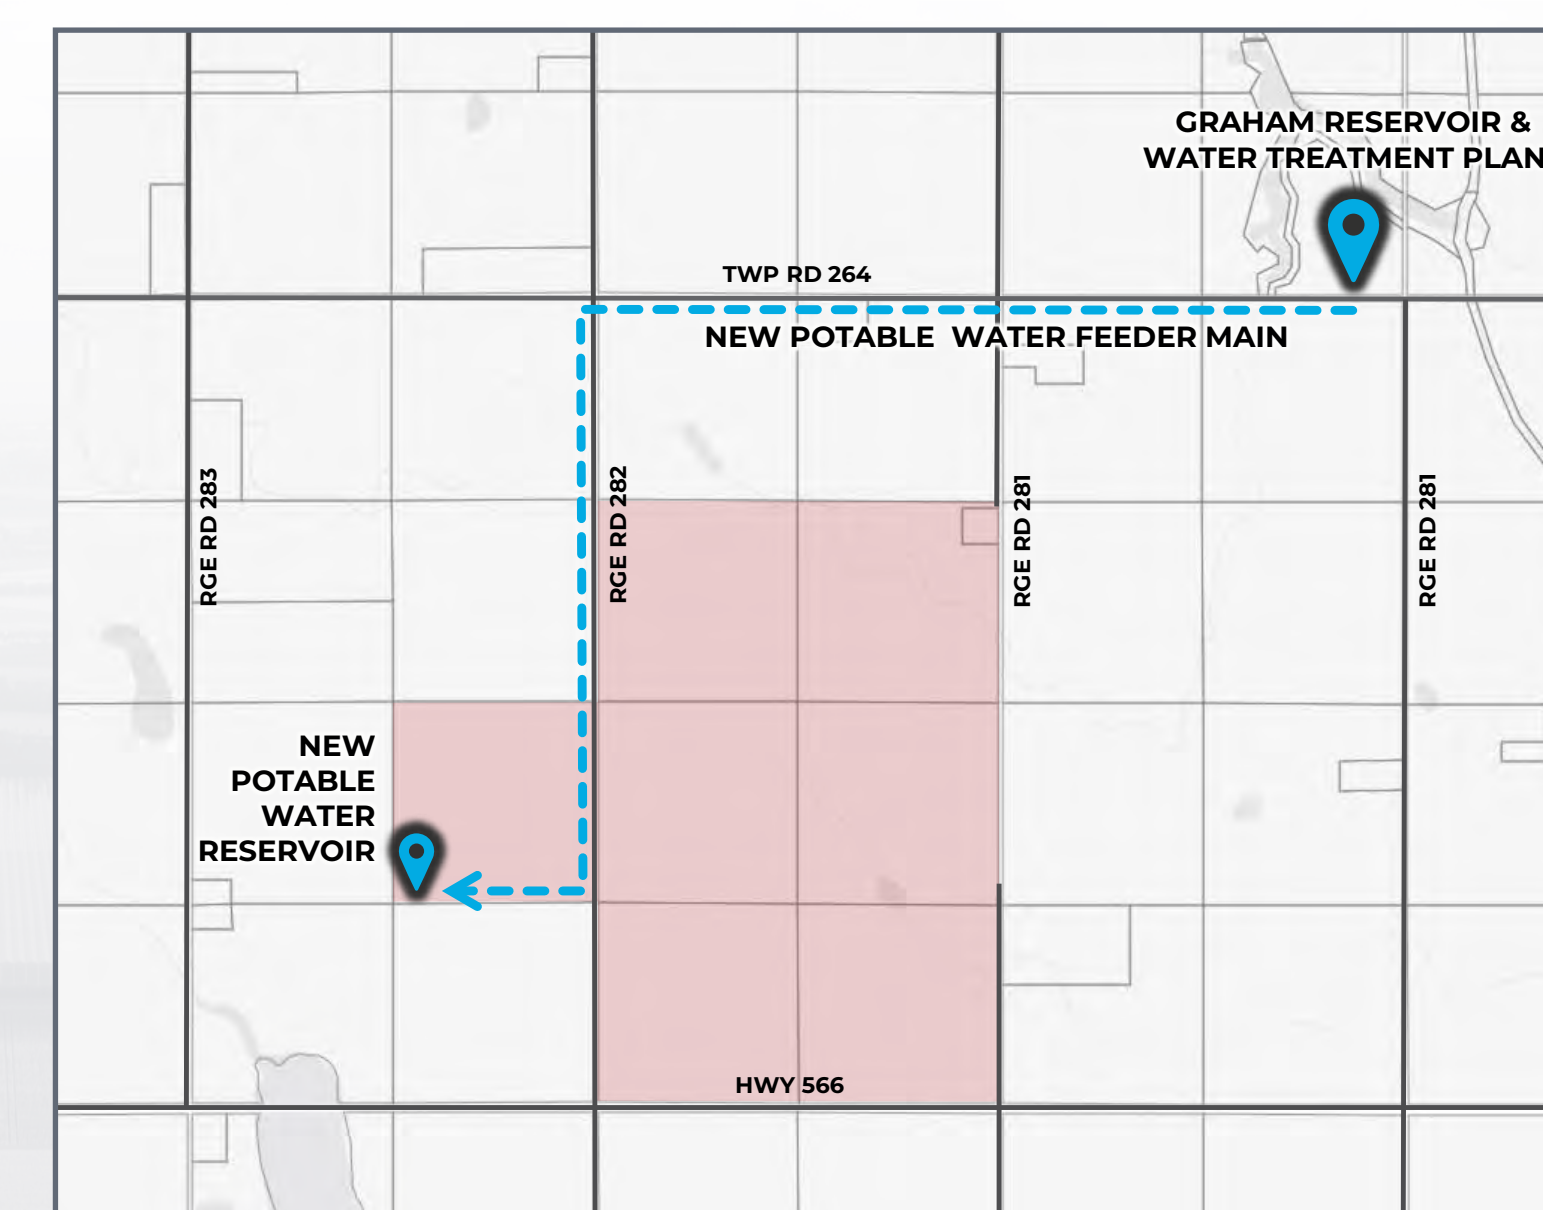 GRAHAM RESERVOIR &
WATER TREATMENT PLAN
TWP RD 264
NEW POTABLE WATER FEEDER MAIN
RGE RD 283
RGE RD 282
RGE RD 281
RGE RD 281
NEW
POTABLE
WATER
RESERVOIR
HWY 566